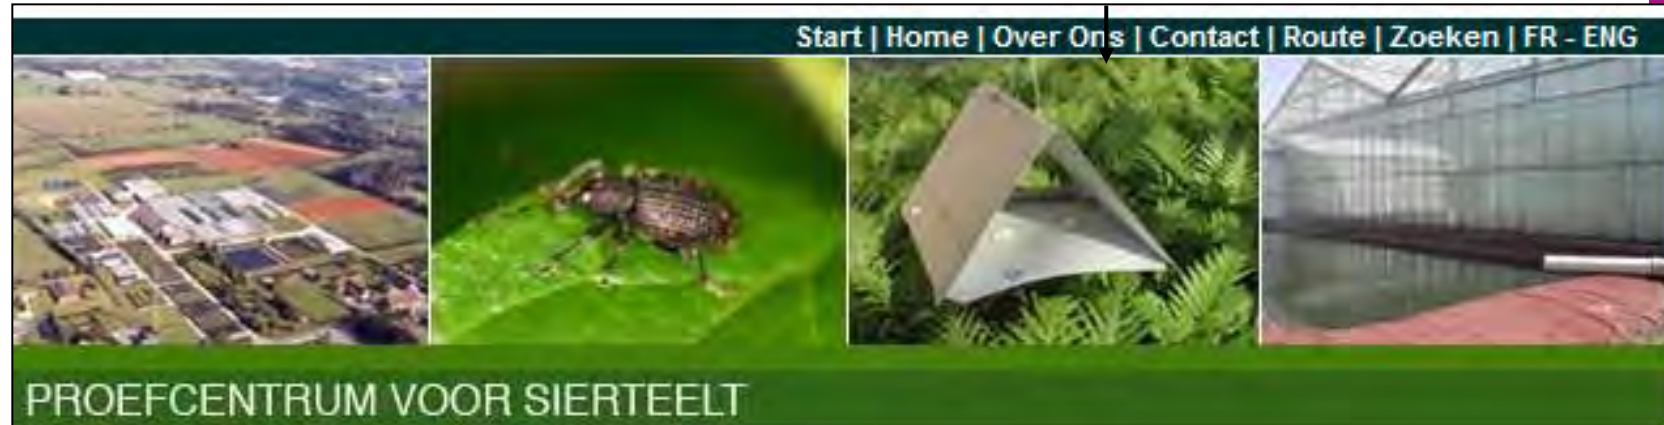 Start | Home | Over Ons | Contact | Route | Zoeken | FR - ENG
PROEFCENTRUM VOOR SIERTEELT